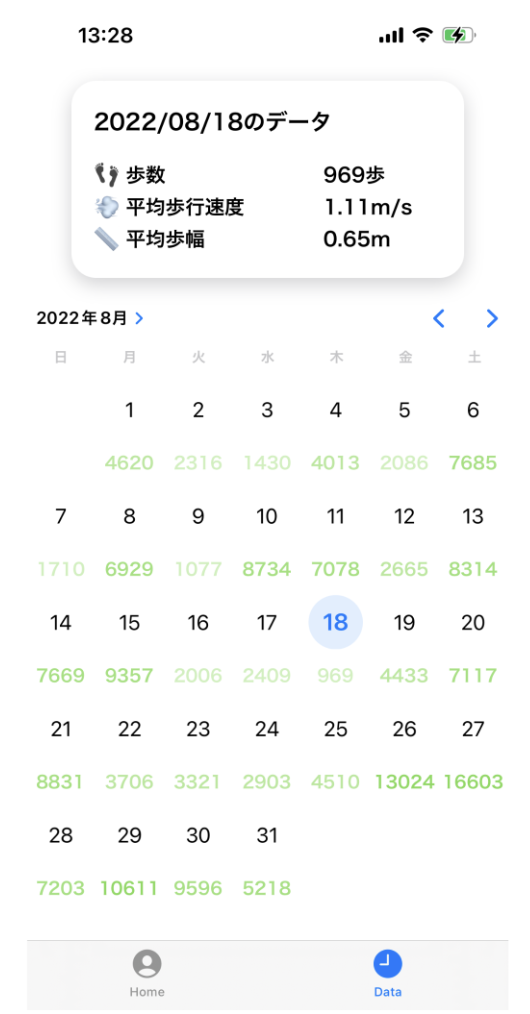 13:28
2022/08/18のデータ
歩数 969歩
平均歩行速度 1.11m/s
平均歩幅 0.65m
2022年8月
日 月 火 水 木 金 土
1 2 3 4 5 6
4620 2316 1430 4013 2086 7685
7 8 9 10 11 12 13
1710 6929 1077 8734 7078 2665 8314
14 15 16 17 18 19 20
7669 9357 2006 2409 969 4433 7117
21 22 23 24 25 26 27
8831 3706 3321 2903 4510 13024 16603
28 29 30 31
7203 10611 9596 5218
Home Data